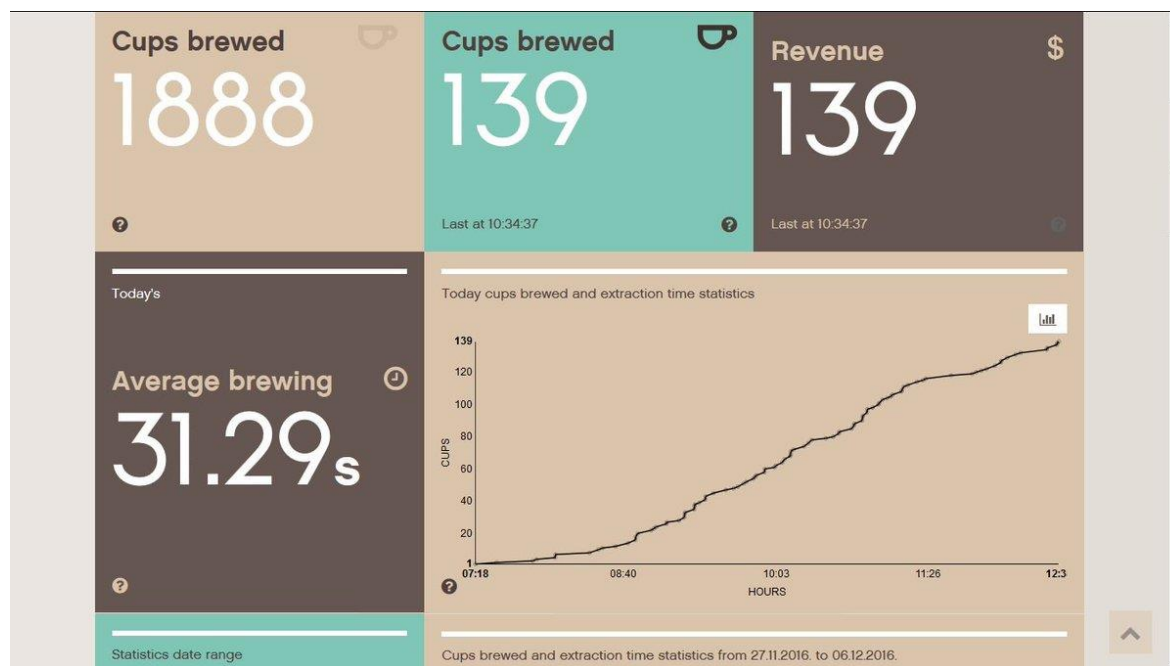 Cups brewed
1888
Cups brewed
139
Last at 10:34:37
Revenue
$
139
Last at 10:34:37
Today's
Average brewing
31.29s
Today cups brewed and extraction time statistics
139
120
100
80
60
40
20
1
CUPS
07:18
08:40
10:03
11:26
12:3
HOURS
Statistics date range
Cups brewed and extraction time statistics from 27.11.2016. to 06.12.2016.